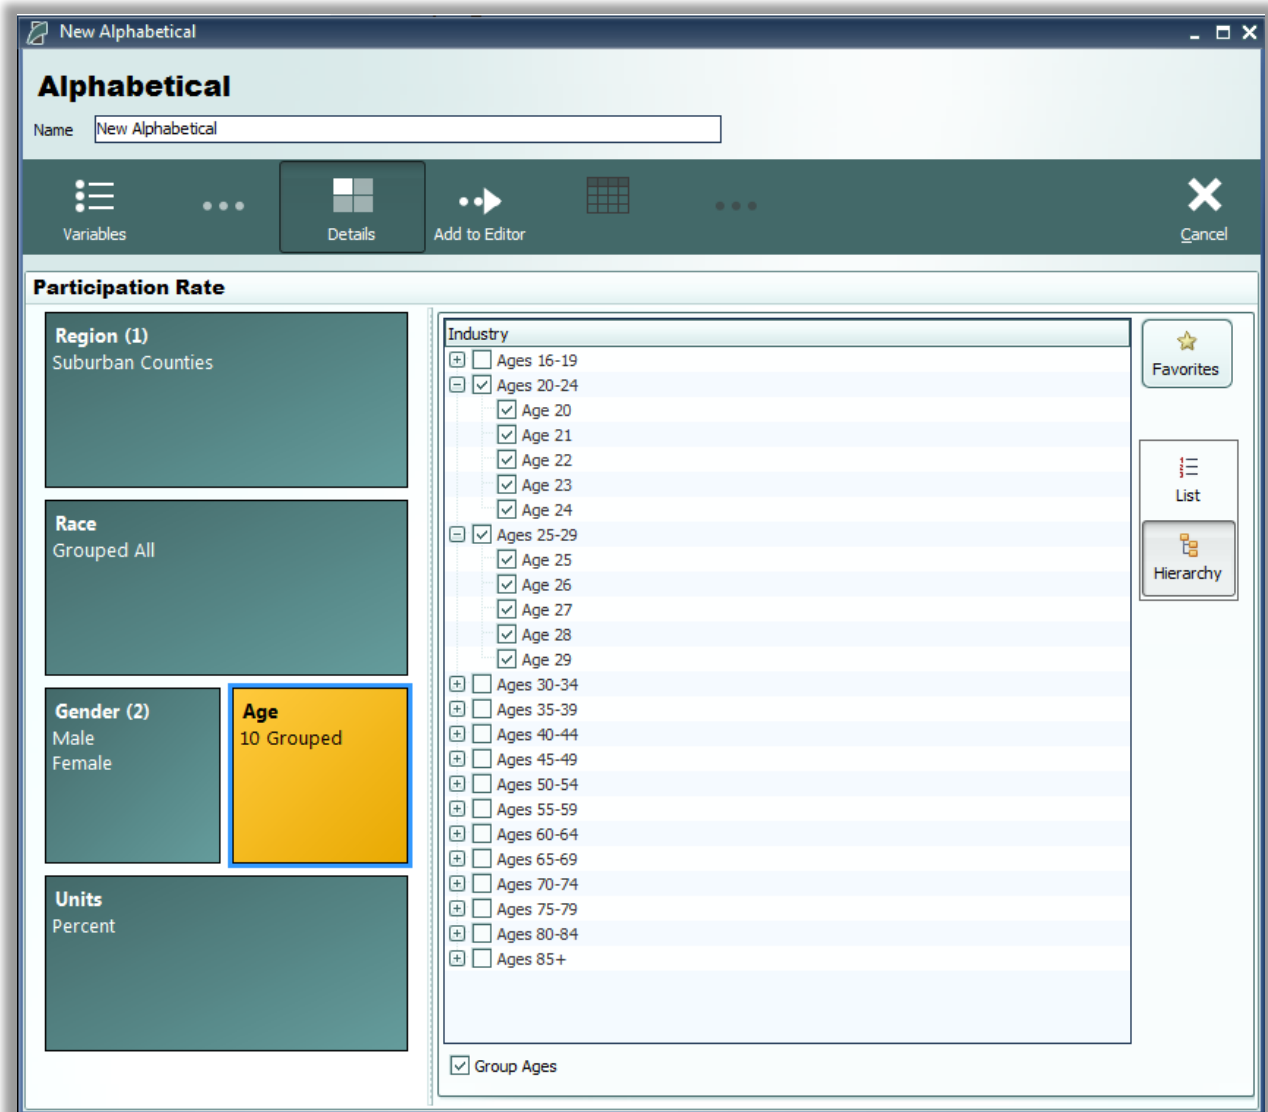 New Alphabetical
Alphabetical
Name New Alphabetical
Variables Details Add to Editor Cancel
Participation Rate
Region (1)
Suburban Counties
Race
Grouped All
Gender (2)
Male
Female
Age
10 Grouped
Units
Percent
Industry
Ages 16-19
Ages 20-24
Age 20
Age 21
Age 22
Age 23
Age 24
Ages 25-29
Age 25
Age 26
Age 27
Age 28
Age 29
Ages 30-34
Ages 35-39
Ages 40-44
Ages 45-49
Ages 50-54
Ages 55-59
Ages 60-64
Ages 65-69
Ages 70-74
Ages 75-79
Ages 80-84
Ages 85+
Group Ages
Favorites
List
Hierarchy